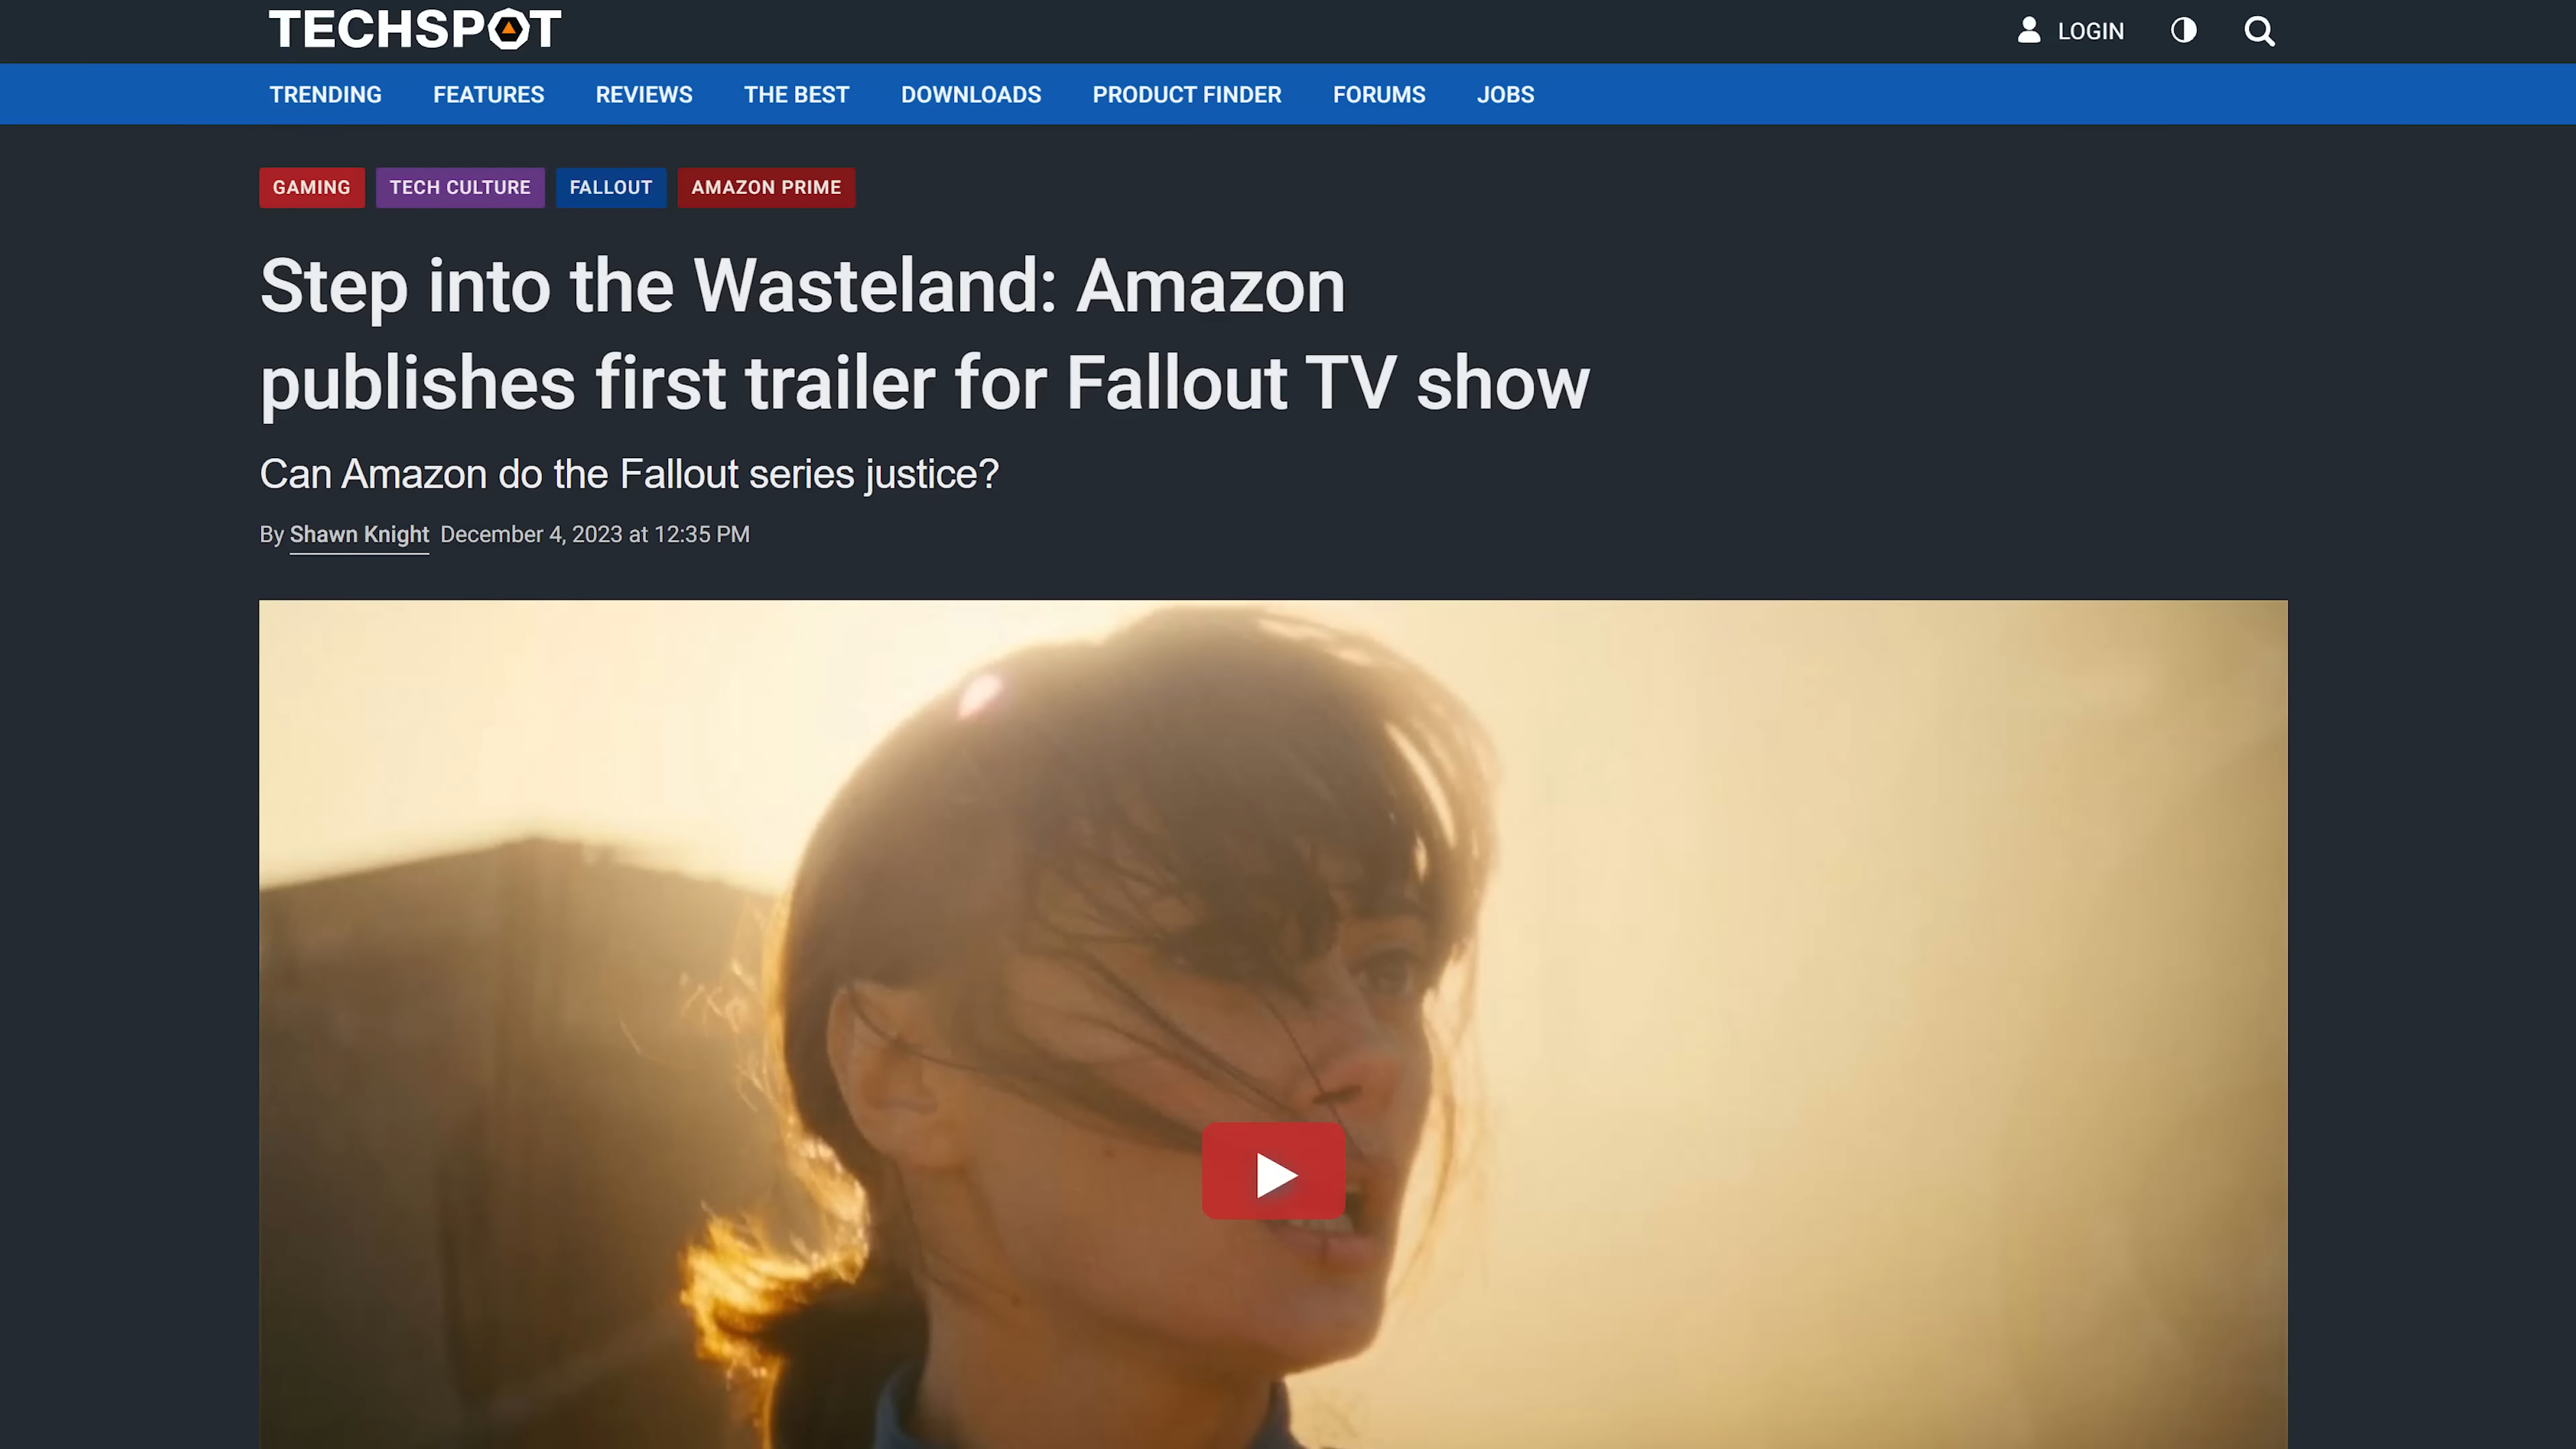 TECHSPOT
LOGIN
TRENDING FEATURES REVIEWS THE BEST DOWNLOADS PRODUCT FINDER FORUMS JOBS
GAMING TECH CULTURE FALLOUT AMAZON PRIME
Step into the Wasteland: Amazon
publishes first trailer for Fallout TV show
Can Amazon do the Fallout series justice?
By Shawn Knight December 4, 2023 at 12:35 PM